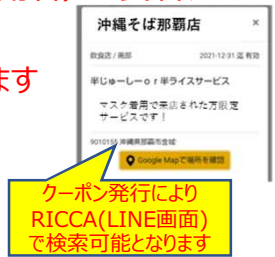 ます
沖縄そば那覇店 ×
飲食店 / 南部 2021-12-31 迄 有効
半じゅーしーor半ライスサービス
マスク着用で来店された方限定
サービスです!
9010155 沖縄県那覇市金城
Google Mapで場所を確認
クーポン発行により
RICCA(LINE画面)
で検索可能となります